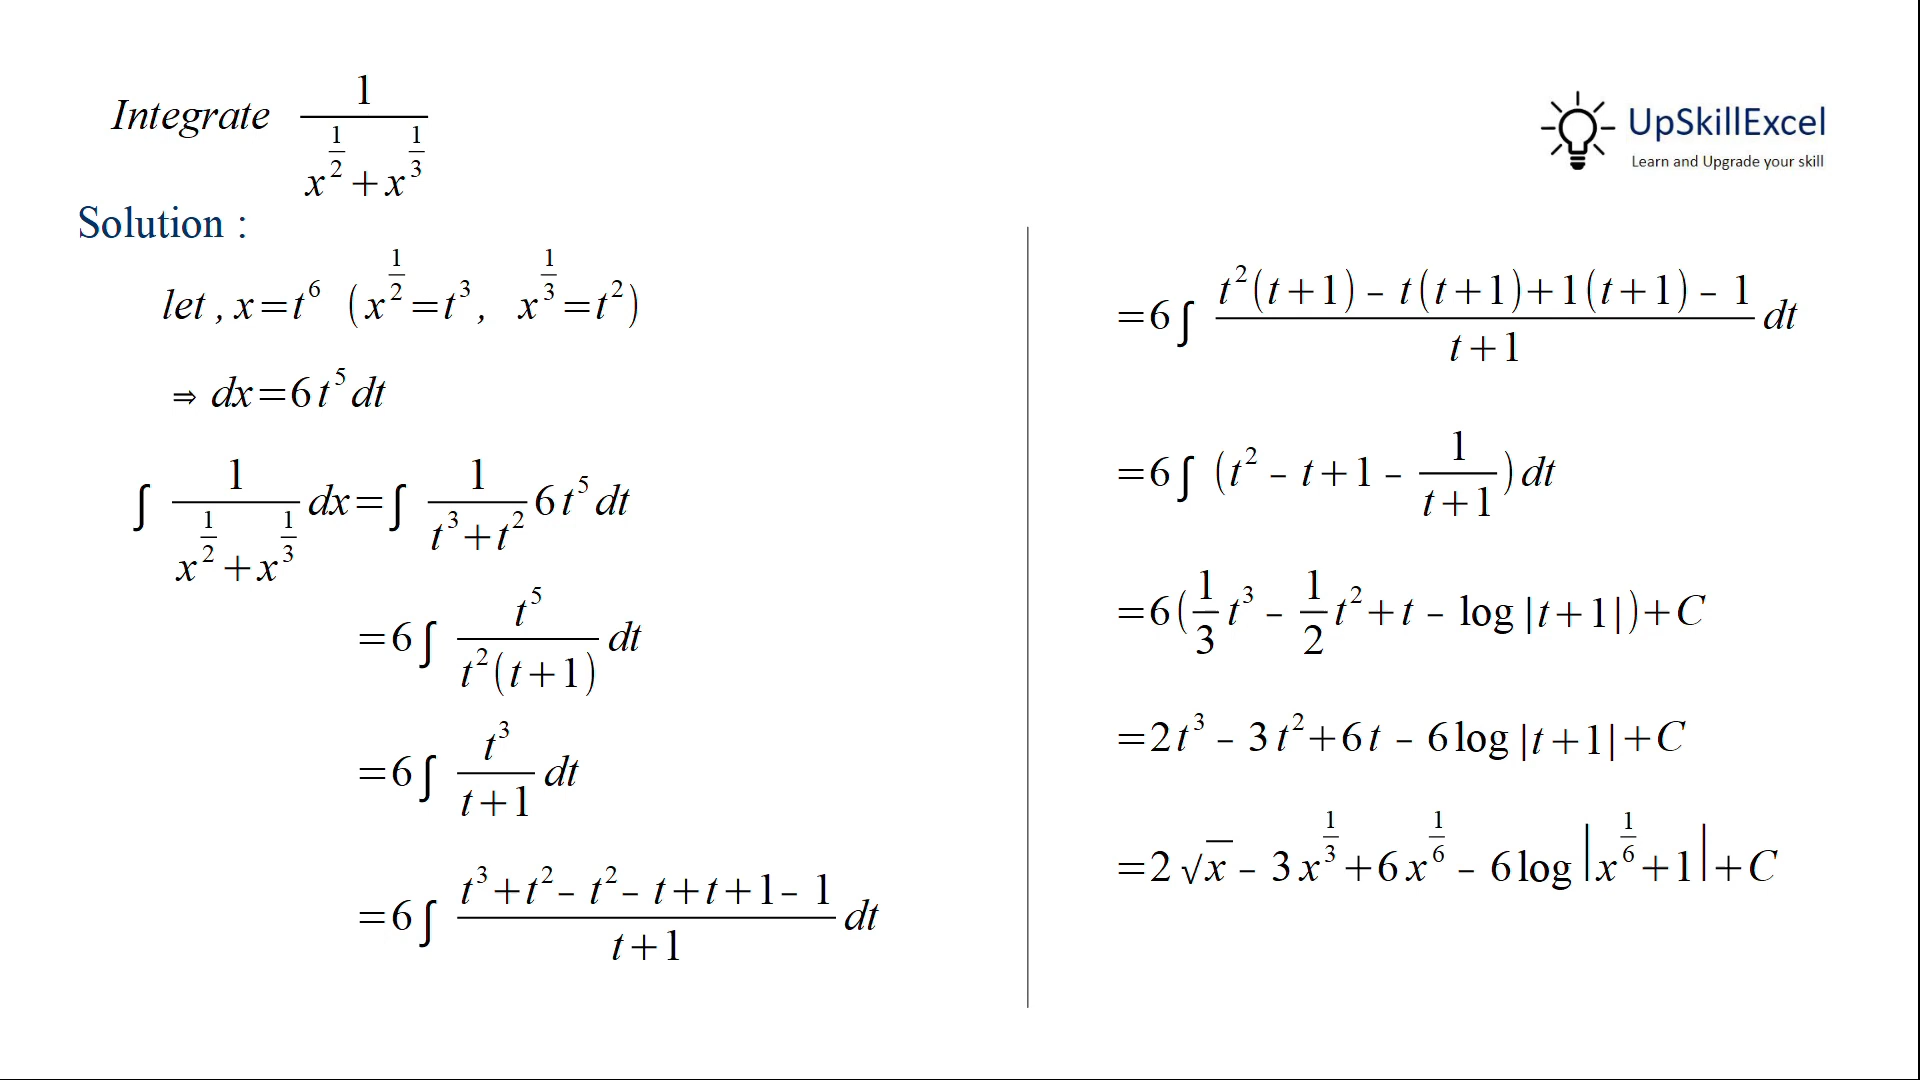 Integrate 1/(x^(1/2)+x^(1/3))
UpSkillExcel
Learn and Upgrade your skill
Solution :
let , x=t^6 (x^(1/2)=t^3, x^(1/3)=t^2)
⇒ dx=6t^5 dt
∫ 1/(x^(1/2)+x^(1/3)) dx=∫ 1/(t^3+t^2) 6t^5 dt
=6∫ t^5/(t^2(t+1)) dt
=6∫ t^3/(t+1) dt
=6∫ (t^3+t^2–t^2–t+t+1–1)/(t+1) dt
=6∫ (t^2(t+1)–t(t+1)+1(t+1)–1)/(t+1) dt
=6∫ (t^2–t+1–1/(t+1)) dt
=6(1/3 t^3–1/2 t^2+t–log|t+1|)+C
=2t^3–3t^2+6t–6log|t+1|+C
=2√x–3x^(1/3)+6x^(1/6)–6log|x^(1/6)+1|+C